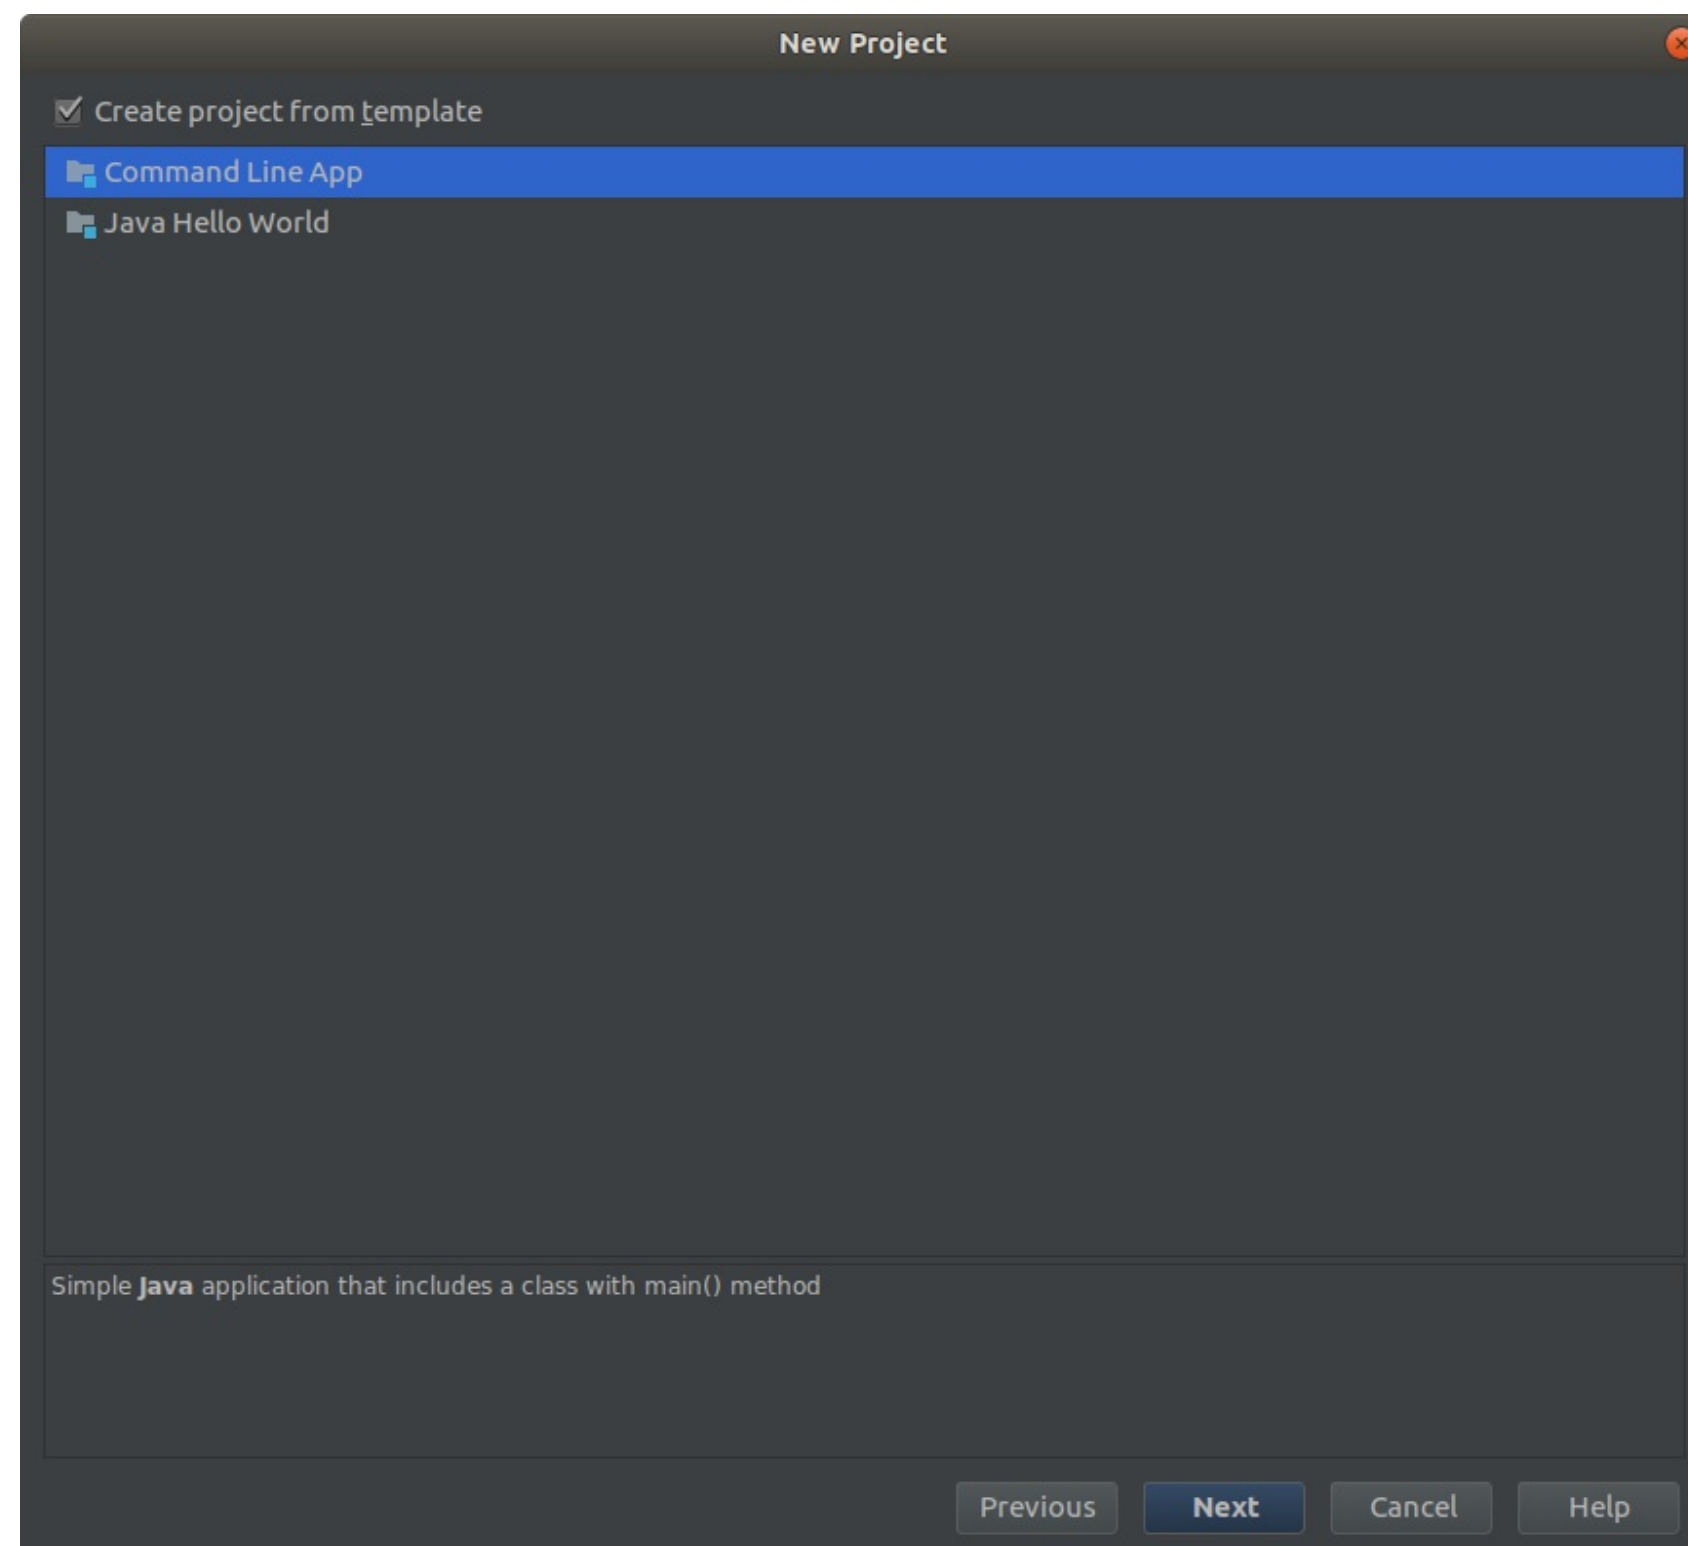 New Project
Create project from template
Command Line App
Java Hello World
Simple Java application that includes a class with main() method
Previous Next Cancel Help